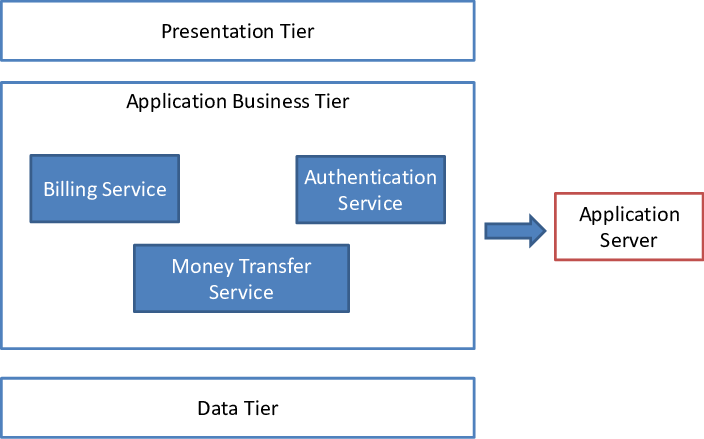 Presentation Tier
Application Business Tier
Billing Service
Authentication
Service
Money Transfer
Service
Application
Server
Data Tier